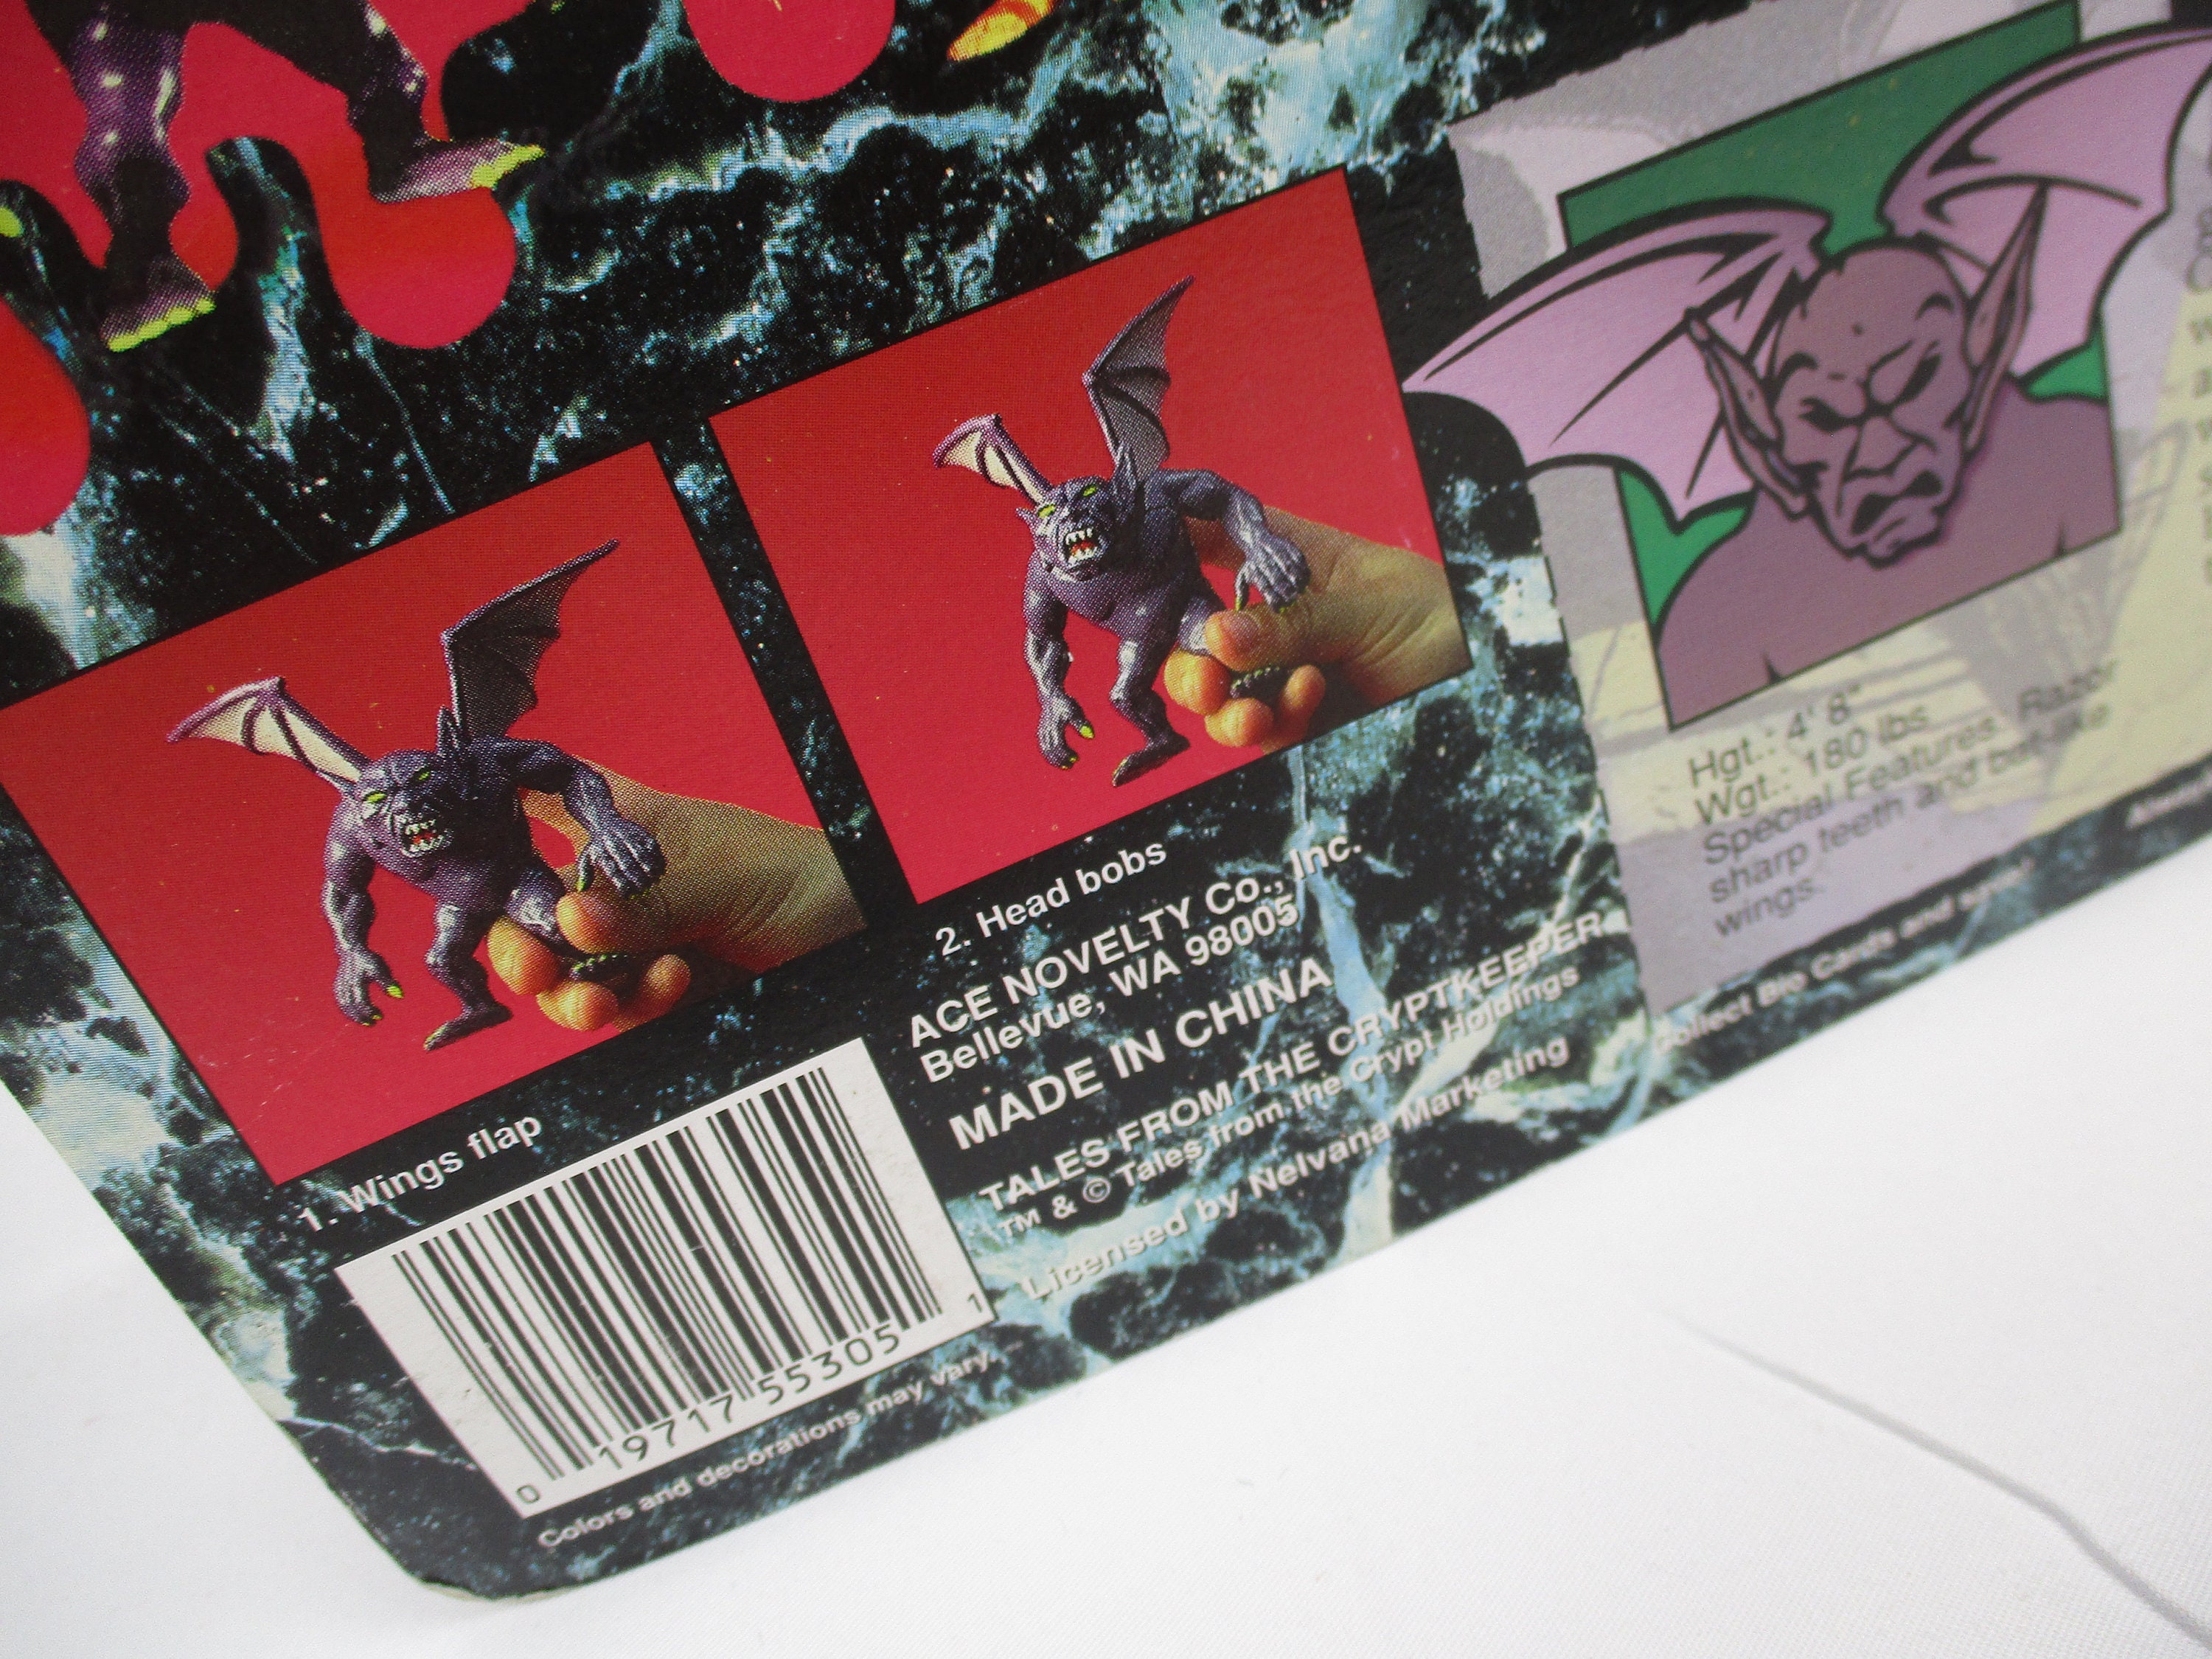 1. Wings flap
2. Head bobs
ACE NOVELTY Co., Inc.
Bellevue, WA 98005
MADE IN CHINA
TALES FROM THE CRYPTKEEPER
™ & © Tales from the Crypt Holdings
Licensed by Nelvana Marketing
0 19717 55305 1
Colors and decorations may vary.
Hgt.: 4' 8"
Wgt.: 180 lbs.
Special Features: Razor
sharp teeth and bat-like
wings.
Collect Bio Cards and